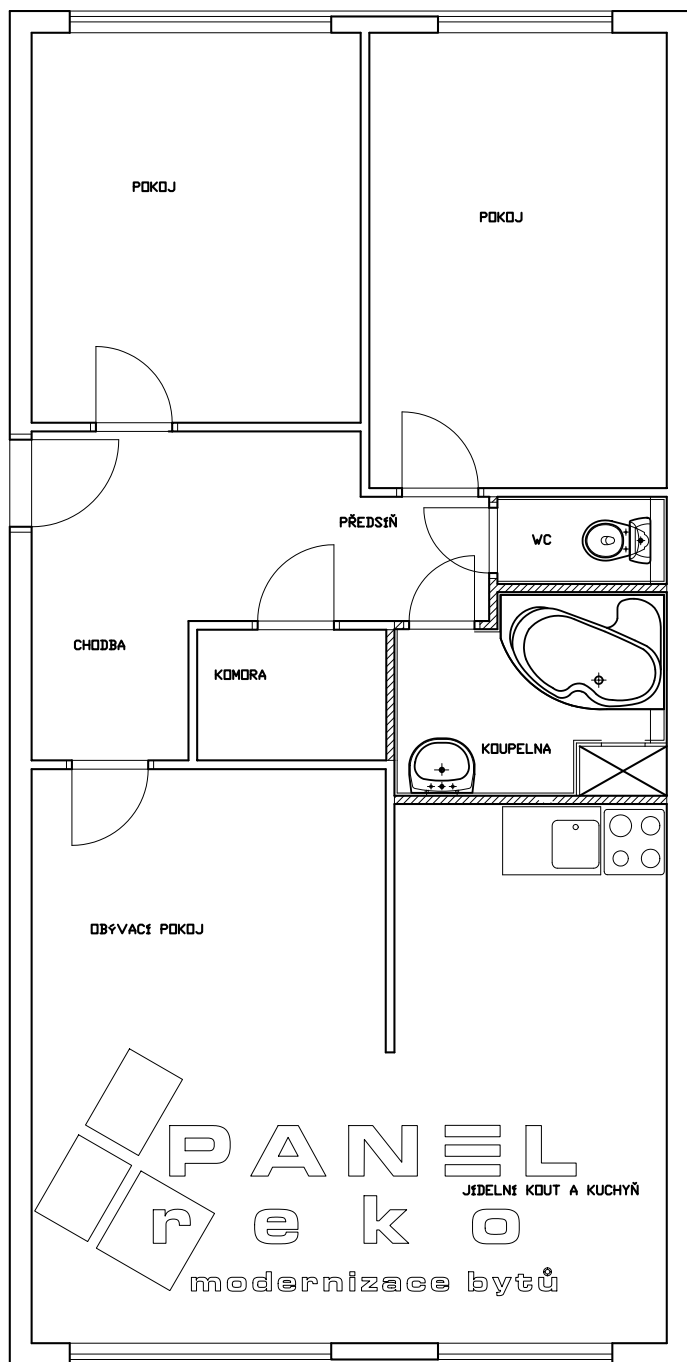 POKOJ
POKOJ
PŘEDSÍŇ
WC
CHODBA
KOMORA
KOUPELNA
OBÝVACÍ POKOJ
PANEL
JÍDELNÍ KOUT A KUCHYŇ
reko
modernizace bytů